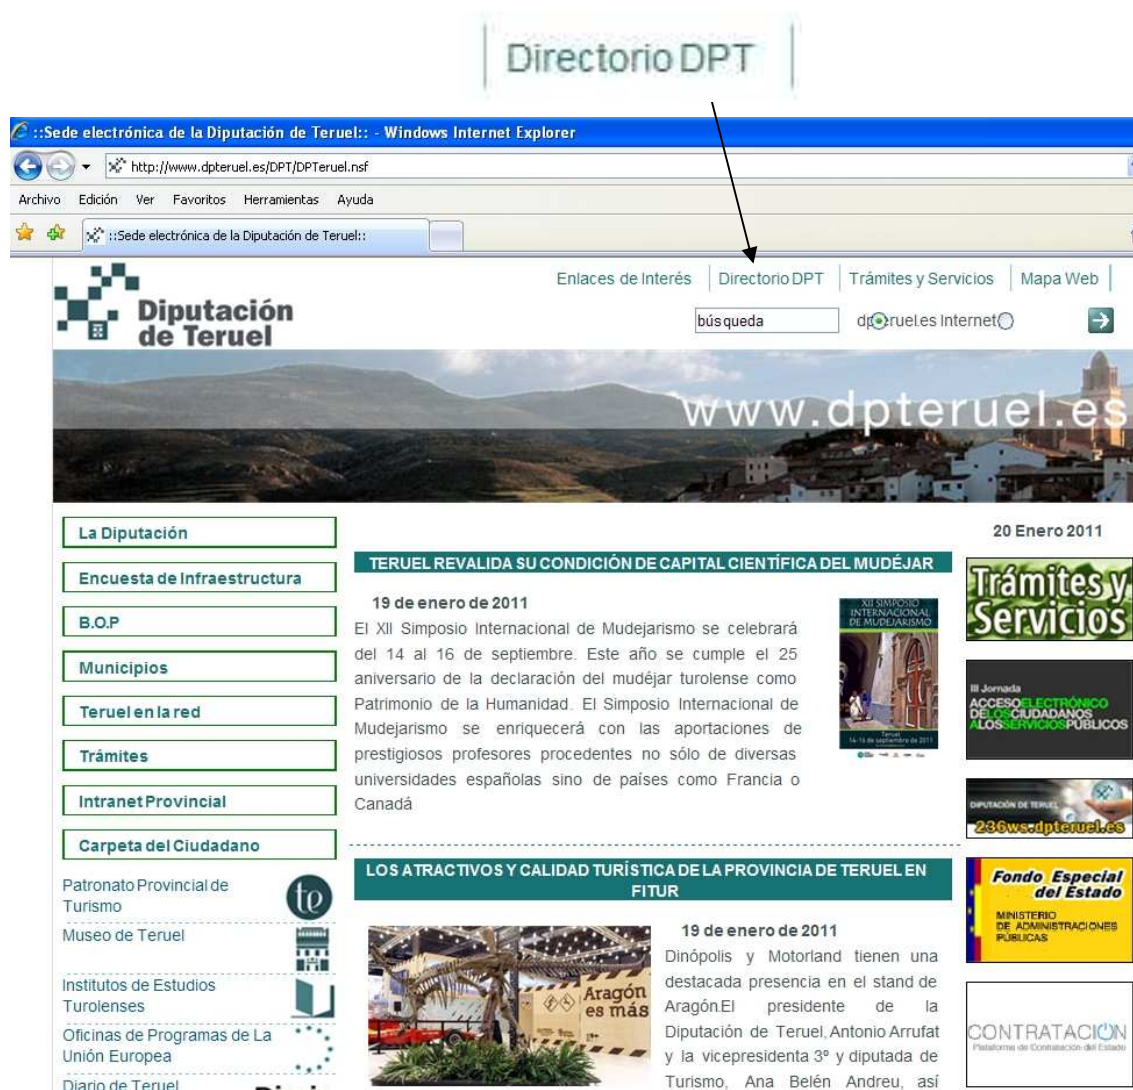 Directorio DPT
::Sede electrónica de la Diputación de Teruel:: - Windows Internet Explorer
http://www.dpteruel.es/DPT/DPTeruel.nsf
Archivo Edición Ver Favoritos Herramientas Ayuda
::Sede electrónica de la Diputación de Teruel::
Enlaces de Interés Directorio DPT Trámites y Servicios Mapa Web
Diputación
de Teruel
búsqueda
Internet
www.dpteruel.es
La Diputación
Encuesta de Infraestructura
B.O.P
Municipios
Teruel en la red
Trámites
Intranet Provincial
Carpeta del Ciudadano
Patronato Provincial de
Turismo
te
Museo de Teruel
Institutos de Estudios
Turolenses
Oficinas de Programas de La
Unión Europea
Diario de Teruel
TERUEL REVALIDA SU CONDICIÓN DE CAPITAL CIENTÍFICA DEL MUDÉJAR
19 de enero de 2011
El XII Simposio Internacional de Mudejarismo se celebrará
del 14 al 16 de septiembre. Este año se cumple el 25
aniversario de la declaración del mudéjar turolense como
Patrimonio de la Humanidad. El Simposio Internacional de
Mudejarismo se enriquecerá con las aportaciones de
prestigiosos profesores procedentes no sólo de diversas
universidades españolas sino de países como Francia o
Canadá
XII SIMPOSIO
INTERNACIONAL
DE MUDEJARISMO
Teruel
14-16 de septiembre de 2011
LOS ATRACTIVOS Y CALIDAD TURÍSTICA DE LA PROVINCIA DE TERUEL EN
FITUR
Aragón
es más
19 de enero de 2011
Dinópolis y Motorland tienen una
destacada presencia en el stand de
Aragón.El presidente de la
Diputación de Teruel, Antonio Arrufat
y la vicepresidenta 3º y diputada de
Turismo, Ana Belén Andreu, así
20 Enero 2011
Trámites y
Servicios
III Jornada
ACCESO ELECTRÓNICO
DE LOS CIUDADANOS
A LOS SERVICIOS PÚBLICOS
DIPUTACIÓN DE TERUEL
236ws.dpteruel.es
Fondo Especial
del Estado
MINISTERIO
DE ADMINISTRACIONES
PÚBLICAS
CONTRATACIÓN
Plataforma de Contratación del Estado